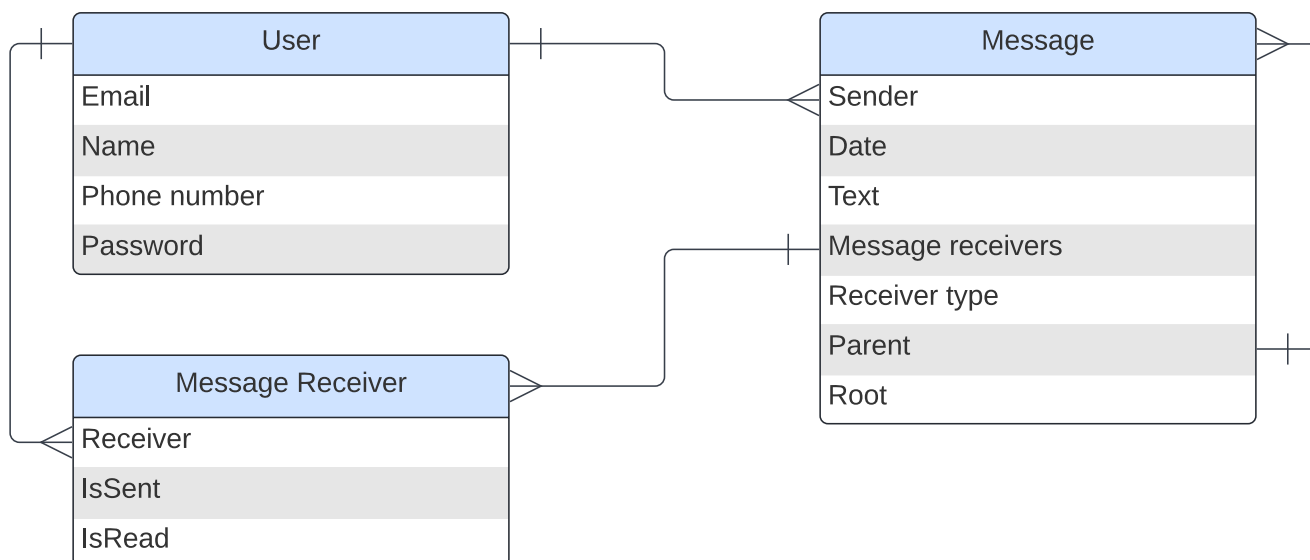 User
Email
Name
Phone number
Password
Message
Sender
Date
Text
Message receivers
Receiver type
Parent
Root
Message Receiver
Receiver
IsSent
IsRead